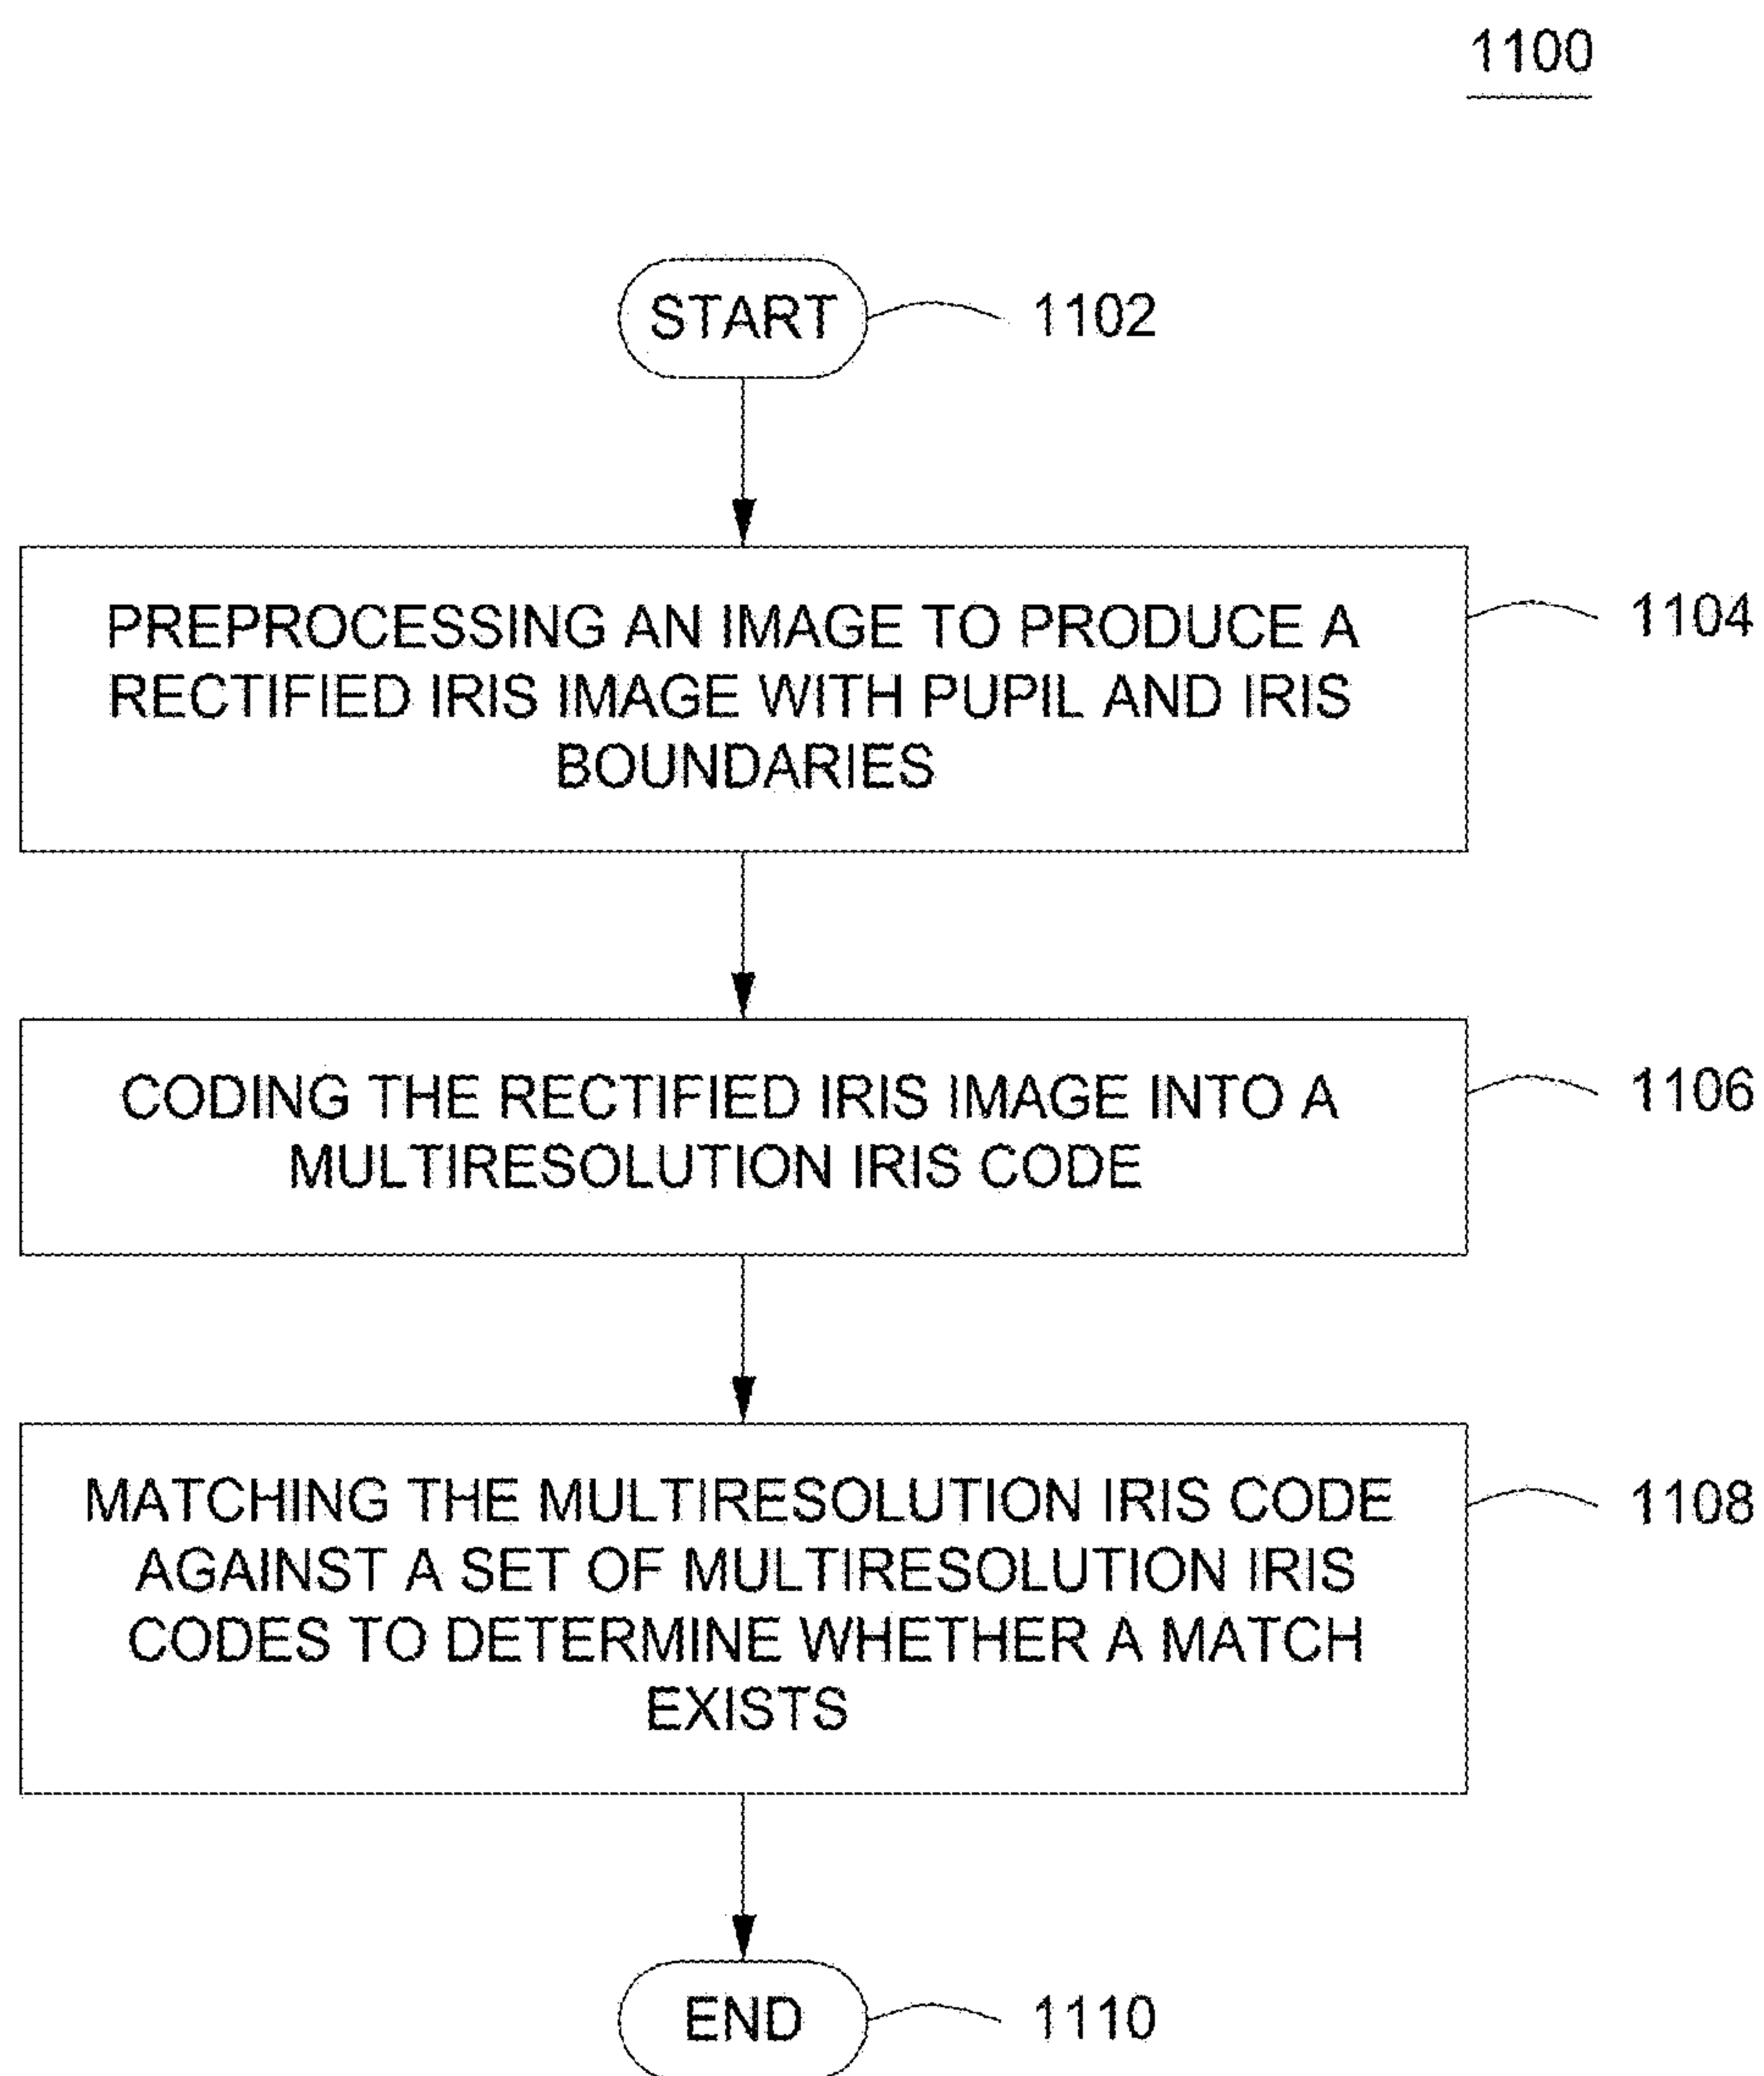 1100
START
1102
PREPROCESSING AN IMAGE TO PRODUCE A
RECTIFIED IRIS IMAGE WITH PUPIL AND IRIS
BOUNDARIES
1104
CODING THE RECTIFIED IRIS IMAGE INTO A
MULTIRESOLUTION IRIS CODE
1106
MATCHING THE MULTIRESOLUTION IRIS CODE
AGAINST A SET OF MULTIRESOLUTION IRIS
CODES TO DETERMINE WHETHER A MATCH
EXISTS
1108
END
1110